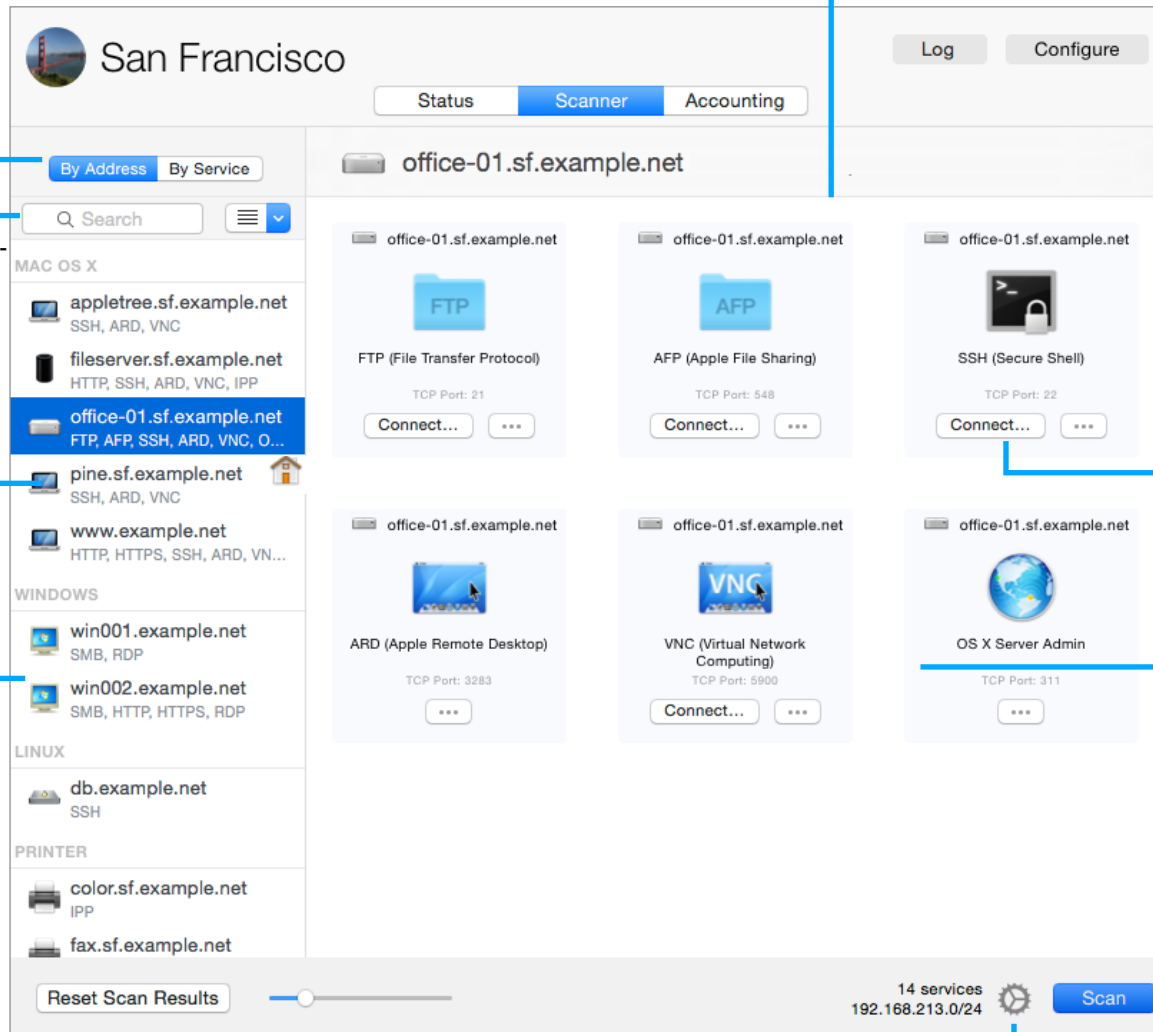 San Francisco
Log
Configure
Status
Scanner
Accounting
By Address
By Service
office-01.sf.example.net
Search
MAC OS X
appletree.sf.example.net
SSH, ARD, VNC
fileserver.sf.example.net
HTTP, SSH, ARD, VNC, IPP
office-01.sf.example.net
FTP, AFP, SSH, ARD, VNC, O...
pine.sf.example.net
SSH, ARD, VNC
www.example.net
HTTP, HTTPS, SSH, ARD, VN...
WINDOWS
win001.example.net
SMB, RDP
win002.example.net
SMB, HTTP, HTTPS, RDP
LINUX
db.example.net
SSH
PRINTER
color.sf.example.net
IPP
fax.sf.example.net
office-01.sf.example.net
FTP
FTP (File Transfer Protocol)
TCP Port: 21
Connect...
office-01.sf.example.net
AFP
AFP (Apple File Sharing)
TCP Port: 548
Connect...
office-01.sf.example.net
>_
SSH (Secure Shell)
TCP Port: 22
Connect...
office-01.sf.example.net
ARD (Apple Remote Desktop)
TCP Port: 3283
office-01.sf.example.net
VNC
VNC (Virtual Network
Computing)
TCP Port: 5900
Connect...
office-01.sf.example.net
OS X Server Admin
TCP Port: 311
Reset Scan Results
14 services
192.168.213.0/24
Scan